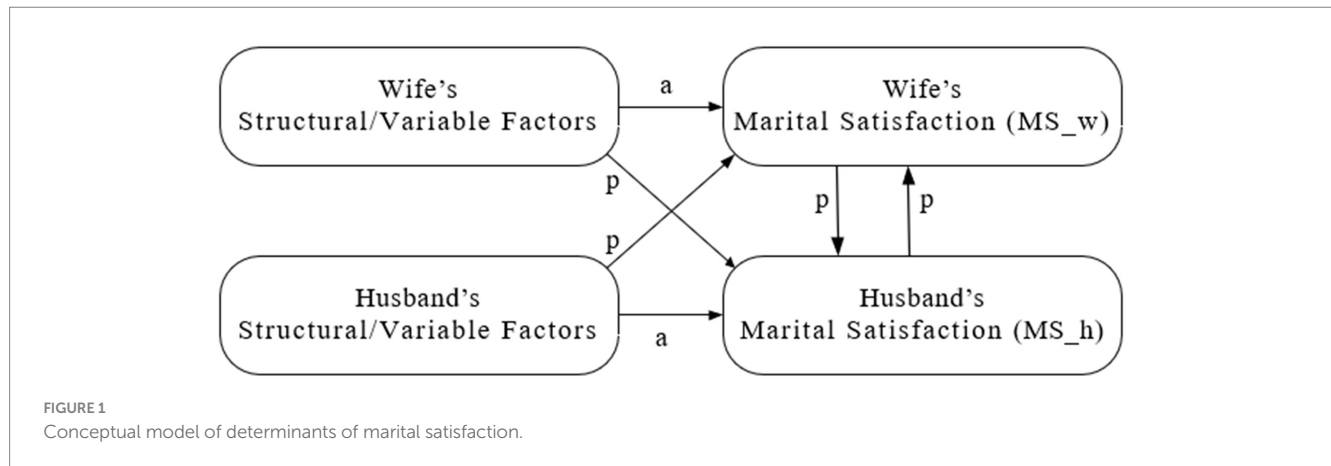 Wife's
Structural/Variable Factors
a
Wife's
Marital Satisfaction (MS_w)
p
p
p
p
Husband's
Structural/Variable Factors
a
Husband's
Marital Satisfaction (MS_h)
FIGURE 1
Conceptual model of determinants of marital satisfaction.